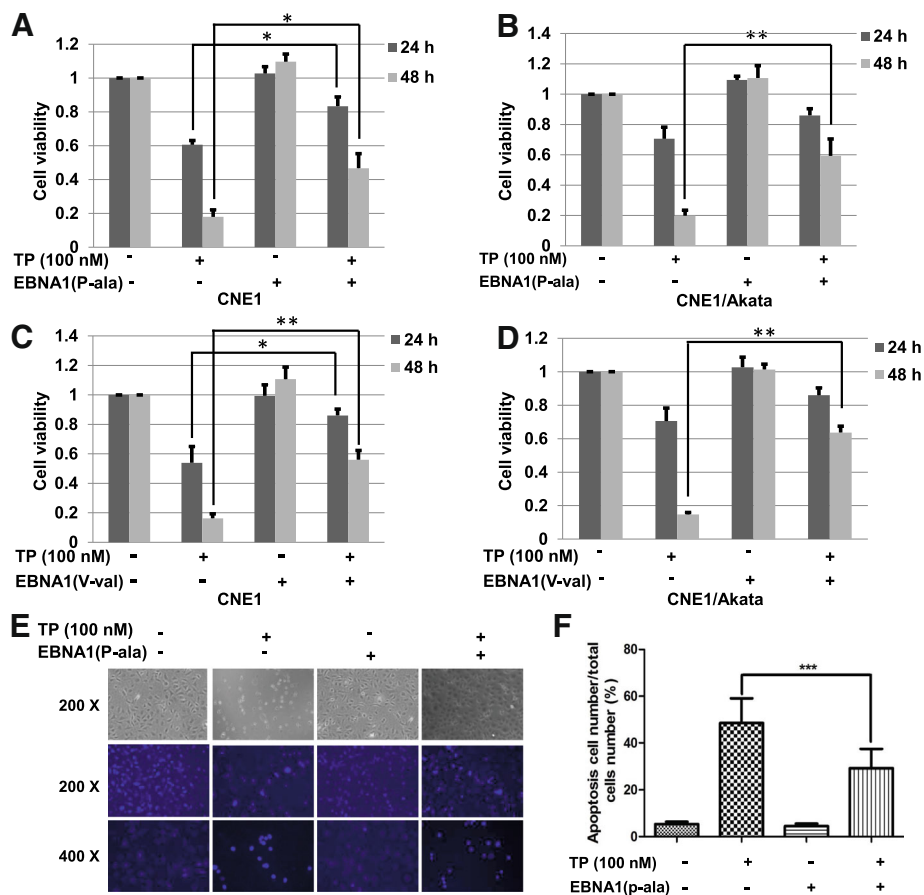 A
Cell viability
1.2
1
0.8
0.6
0.4
0.2
0
*
*
24 h
48 h
TP (100 nM) - + - +
EBNA1(P-ala) - - + +
CNE1
B
Cell viability
1.4
1.2
1
0.8
0.6
0.4
0.2
0
**
24 h
48 h
TP (100 nM) - + - +
EBNA1(P-ala) - - + +
CNE1/Akata
C
Cell viability
1.4
1.2
1
0.8
0.6
0.4
0.2
0
**
*
24 h
48 h
TP (100 nM) - + - +
EBNA1(V-val) - - + +
CNE1
D
Cell viability
1.2
1
0.8
0.6
0.4
0.2
0
**
24 h
48 h
TP (100 nM) - + - +
EBNA1(V-val) - - + +
CNE1/Akata
E
TP (100 nM) - + - +
EBNA1(P-ala) - - + +
200 X
200 X
400 X
F
Apoptosis cell number/total
cells number (%)
80
60
40
20
0
***
TP (100 nM) - + - +
EBNA1(p-ala) - - + +